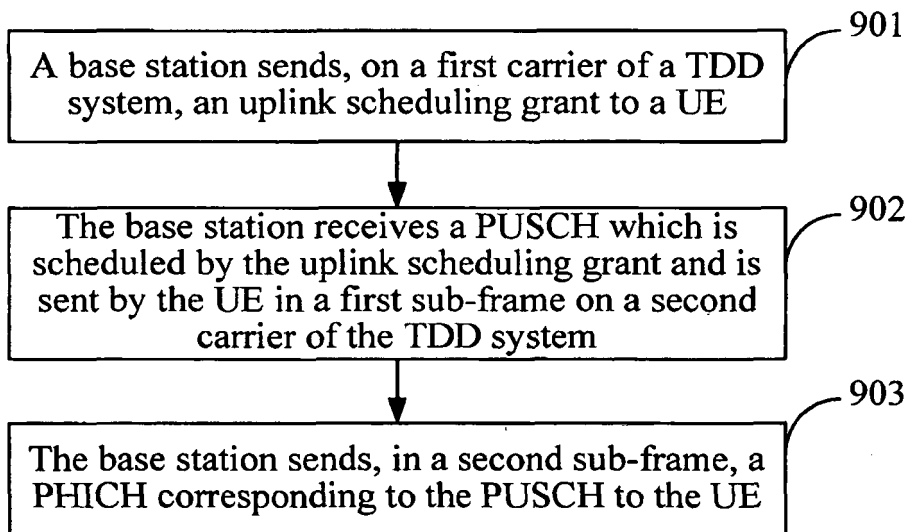 901
A base station sends, on a first carrier of a TDD
system, an uplink scheduling grant to a UE
902
The base station receives a PUSCH which is
scheduled by the uplink scheduling grant and is
sent by the UE in a first sub-frame on a second
carrier of the TDD system
903
The base station sends, in a second sub-frame, a
PHICH corresponding to the PUSCH to the UE